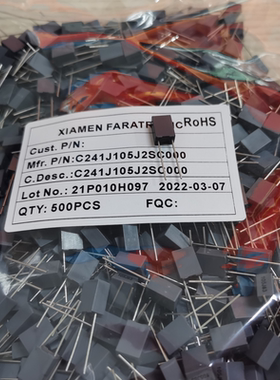 XIAMEN FARATR C RoHS
Cust. P/N:
Mfr. P/N:C241J105J2SC000
C.Desc.:C241J105J2SC000
Lot No.: 21P010H097 2022-03-07
QTY: 500PCS FQC: